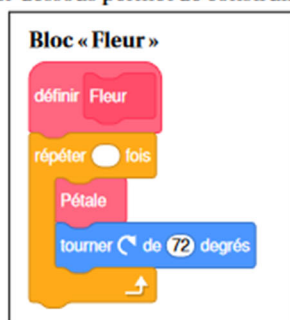 Bloc « Fleur »
définir Fleur
répéter fois
Pétale
tourner de 72 degrés